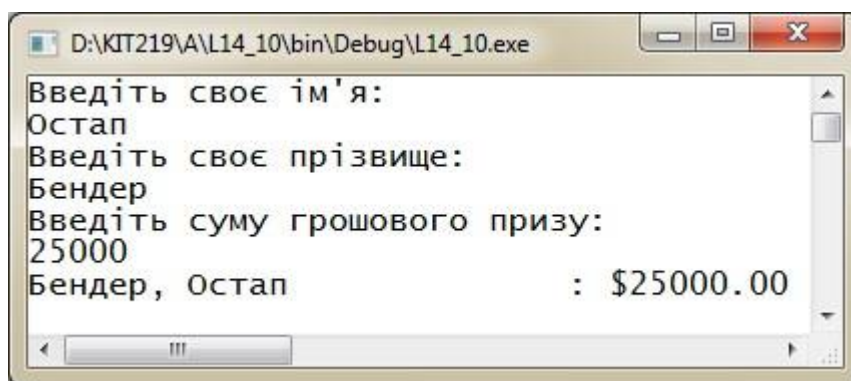 D:\KIT219\A\L14_10\bin\Debug\L14_10.exe
Введіть своє ім'я:
Остап
Введіть своє прізвище:
Бендер
Введіть суму грошового призу:
25000
Бендер, Остап : $25000.00